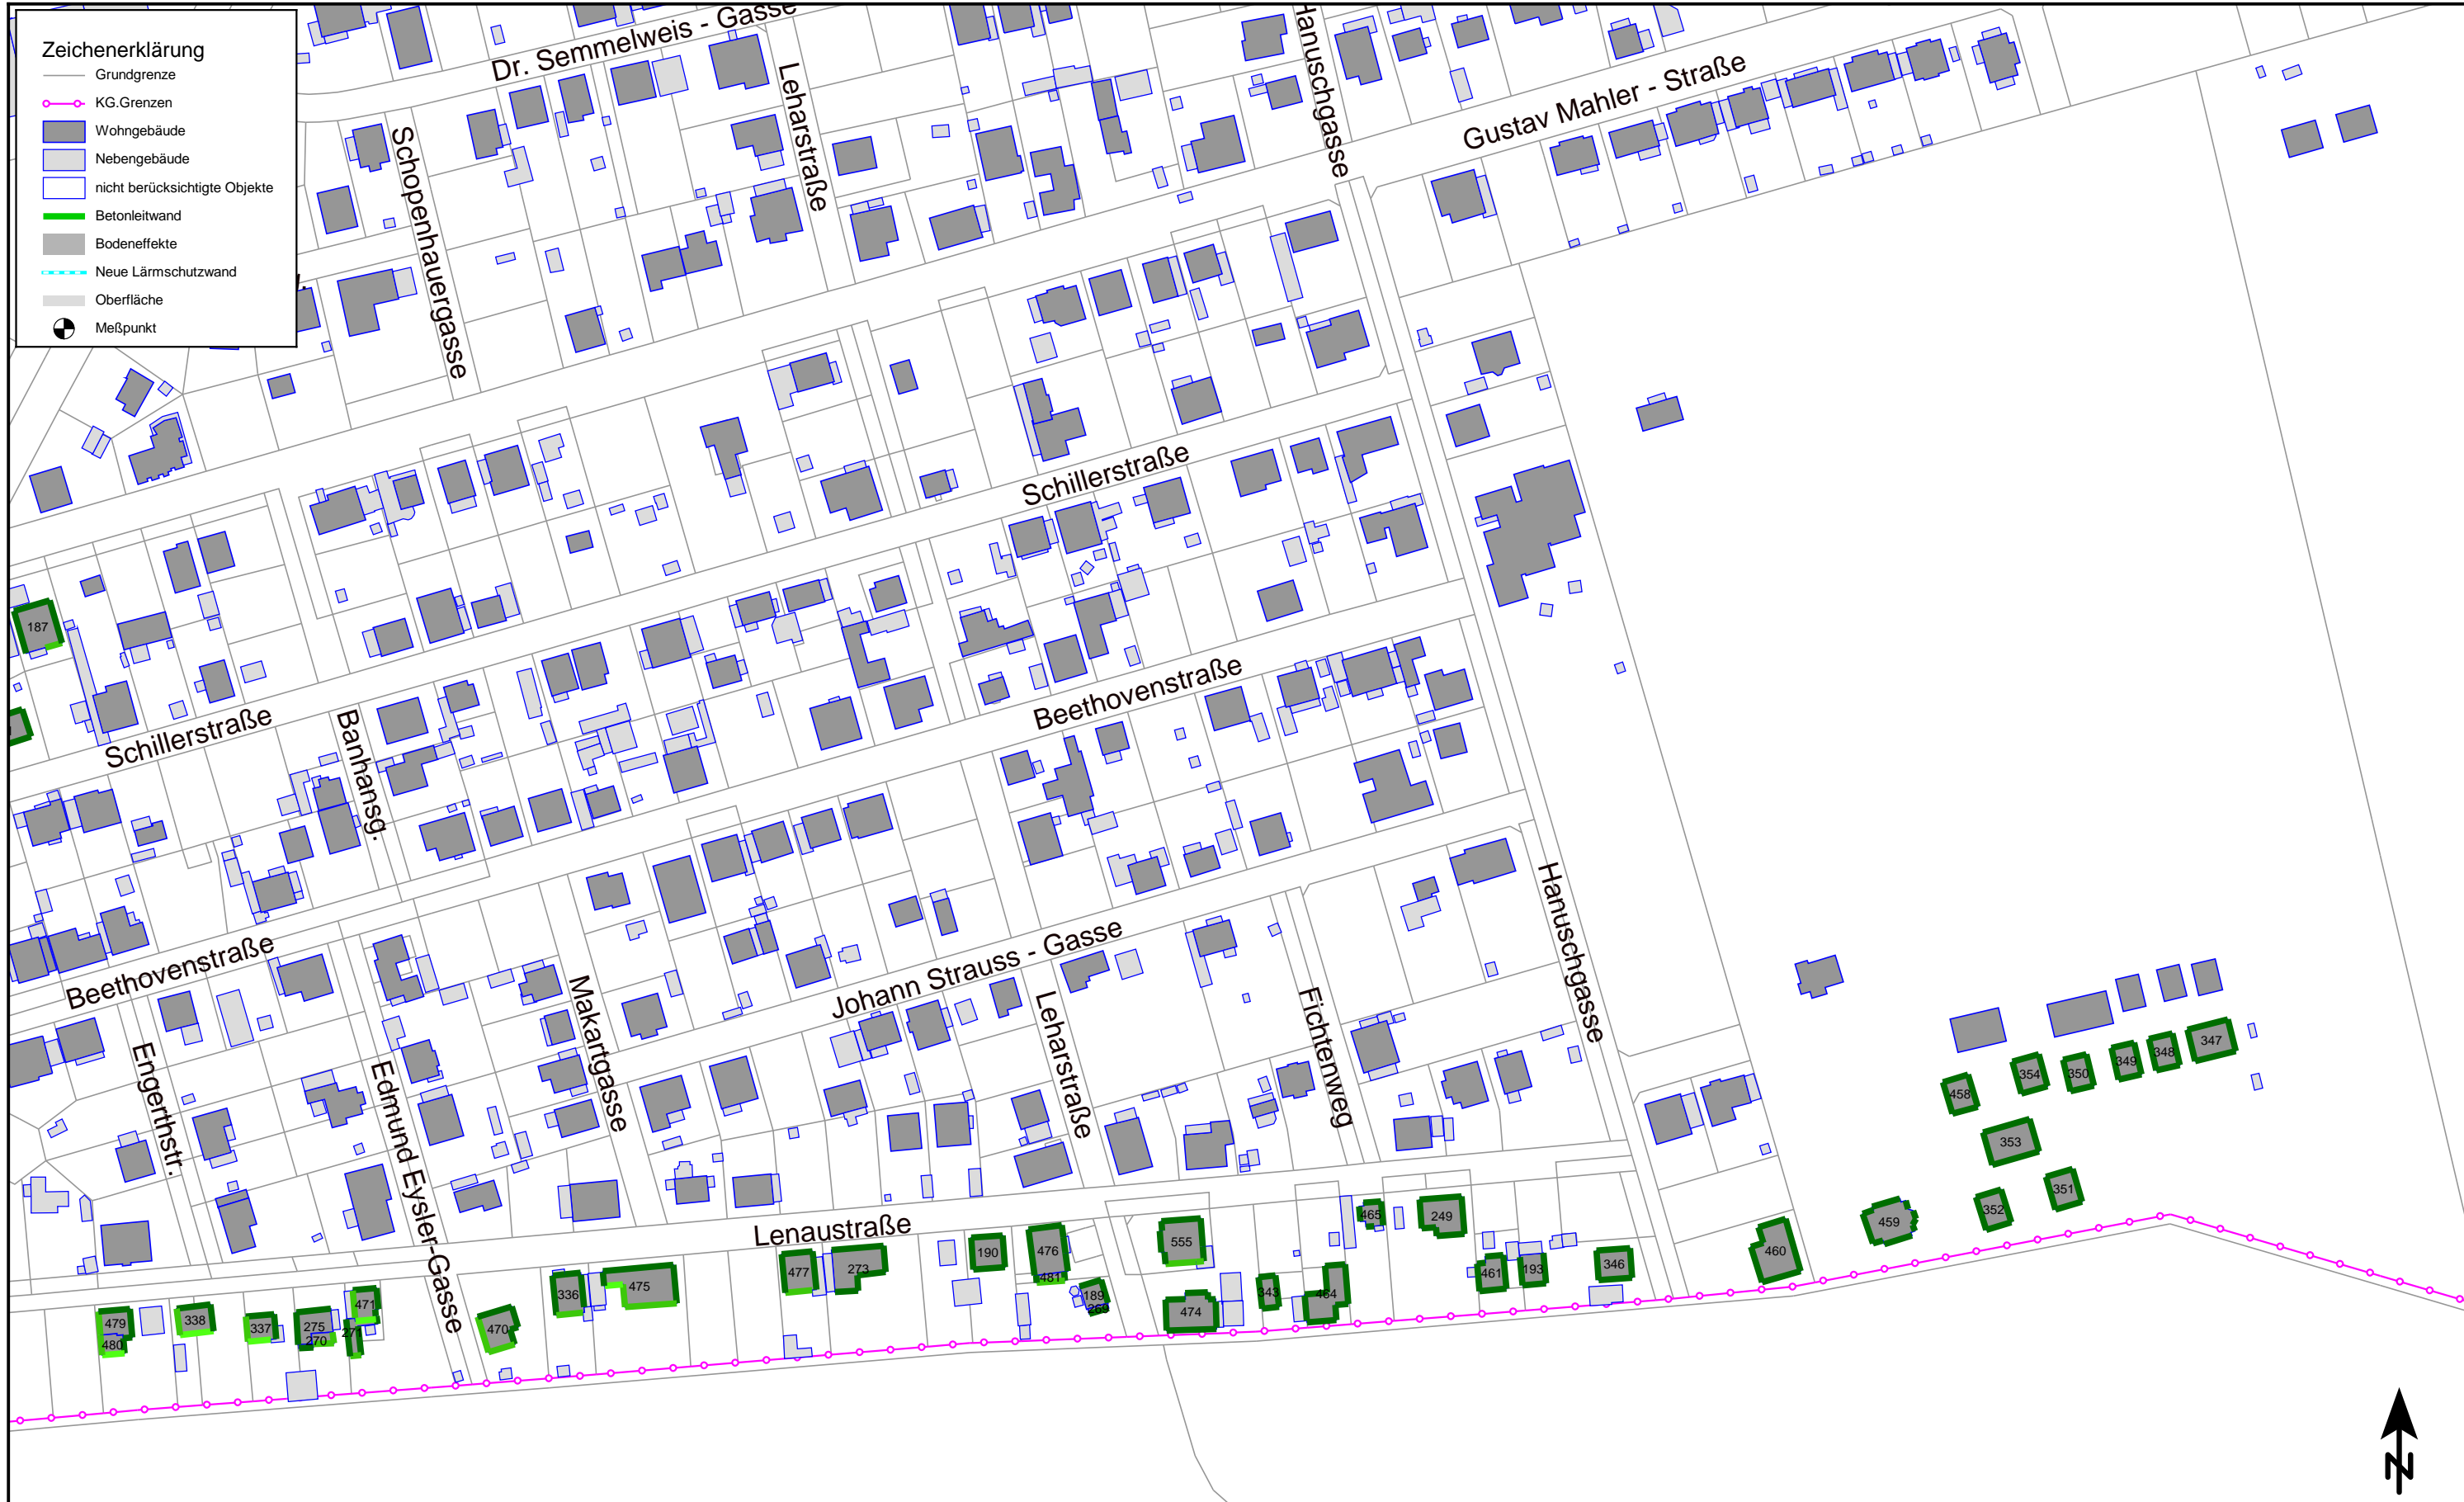 Zeichenerklärung
Grundgrenze
KG.Grenzen
Wohngebäude
Nebengebäude
nicht berücksichtigte Objekte
Betonleitwand
Bodeneffekte
Neue Lärmschutzwand
Oberfläche
Meßpunkt
Dr. Semmelweis - Gasse
Schopenhauergasse
Leharstraße
Hanuschgasse
Gustav Mahler - Straße
Schillerstraße
187
Schillerstraße
Banhansg.
Beethovenstraße
Beethovenstraße
Engerthstr.
Edmund Eysler-Gasse
Makartgasse
Johann Strauss - Gasse
Leharstraße
Fichtenweg
Hanuschgasse
Lenaustraße
347
348
349
350
354
458
353
351
352
459
460
465
249
555
190
476
481
189
269
474
343
464
461
193
346
477
273
475
336
470
471
271
275
270
337
338
479
480
N